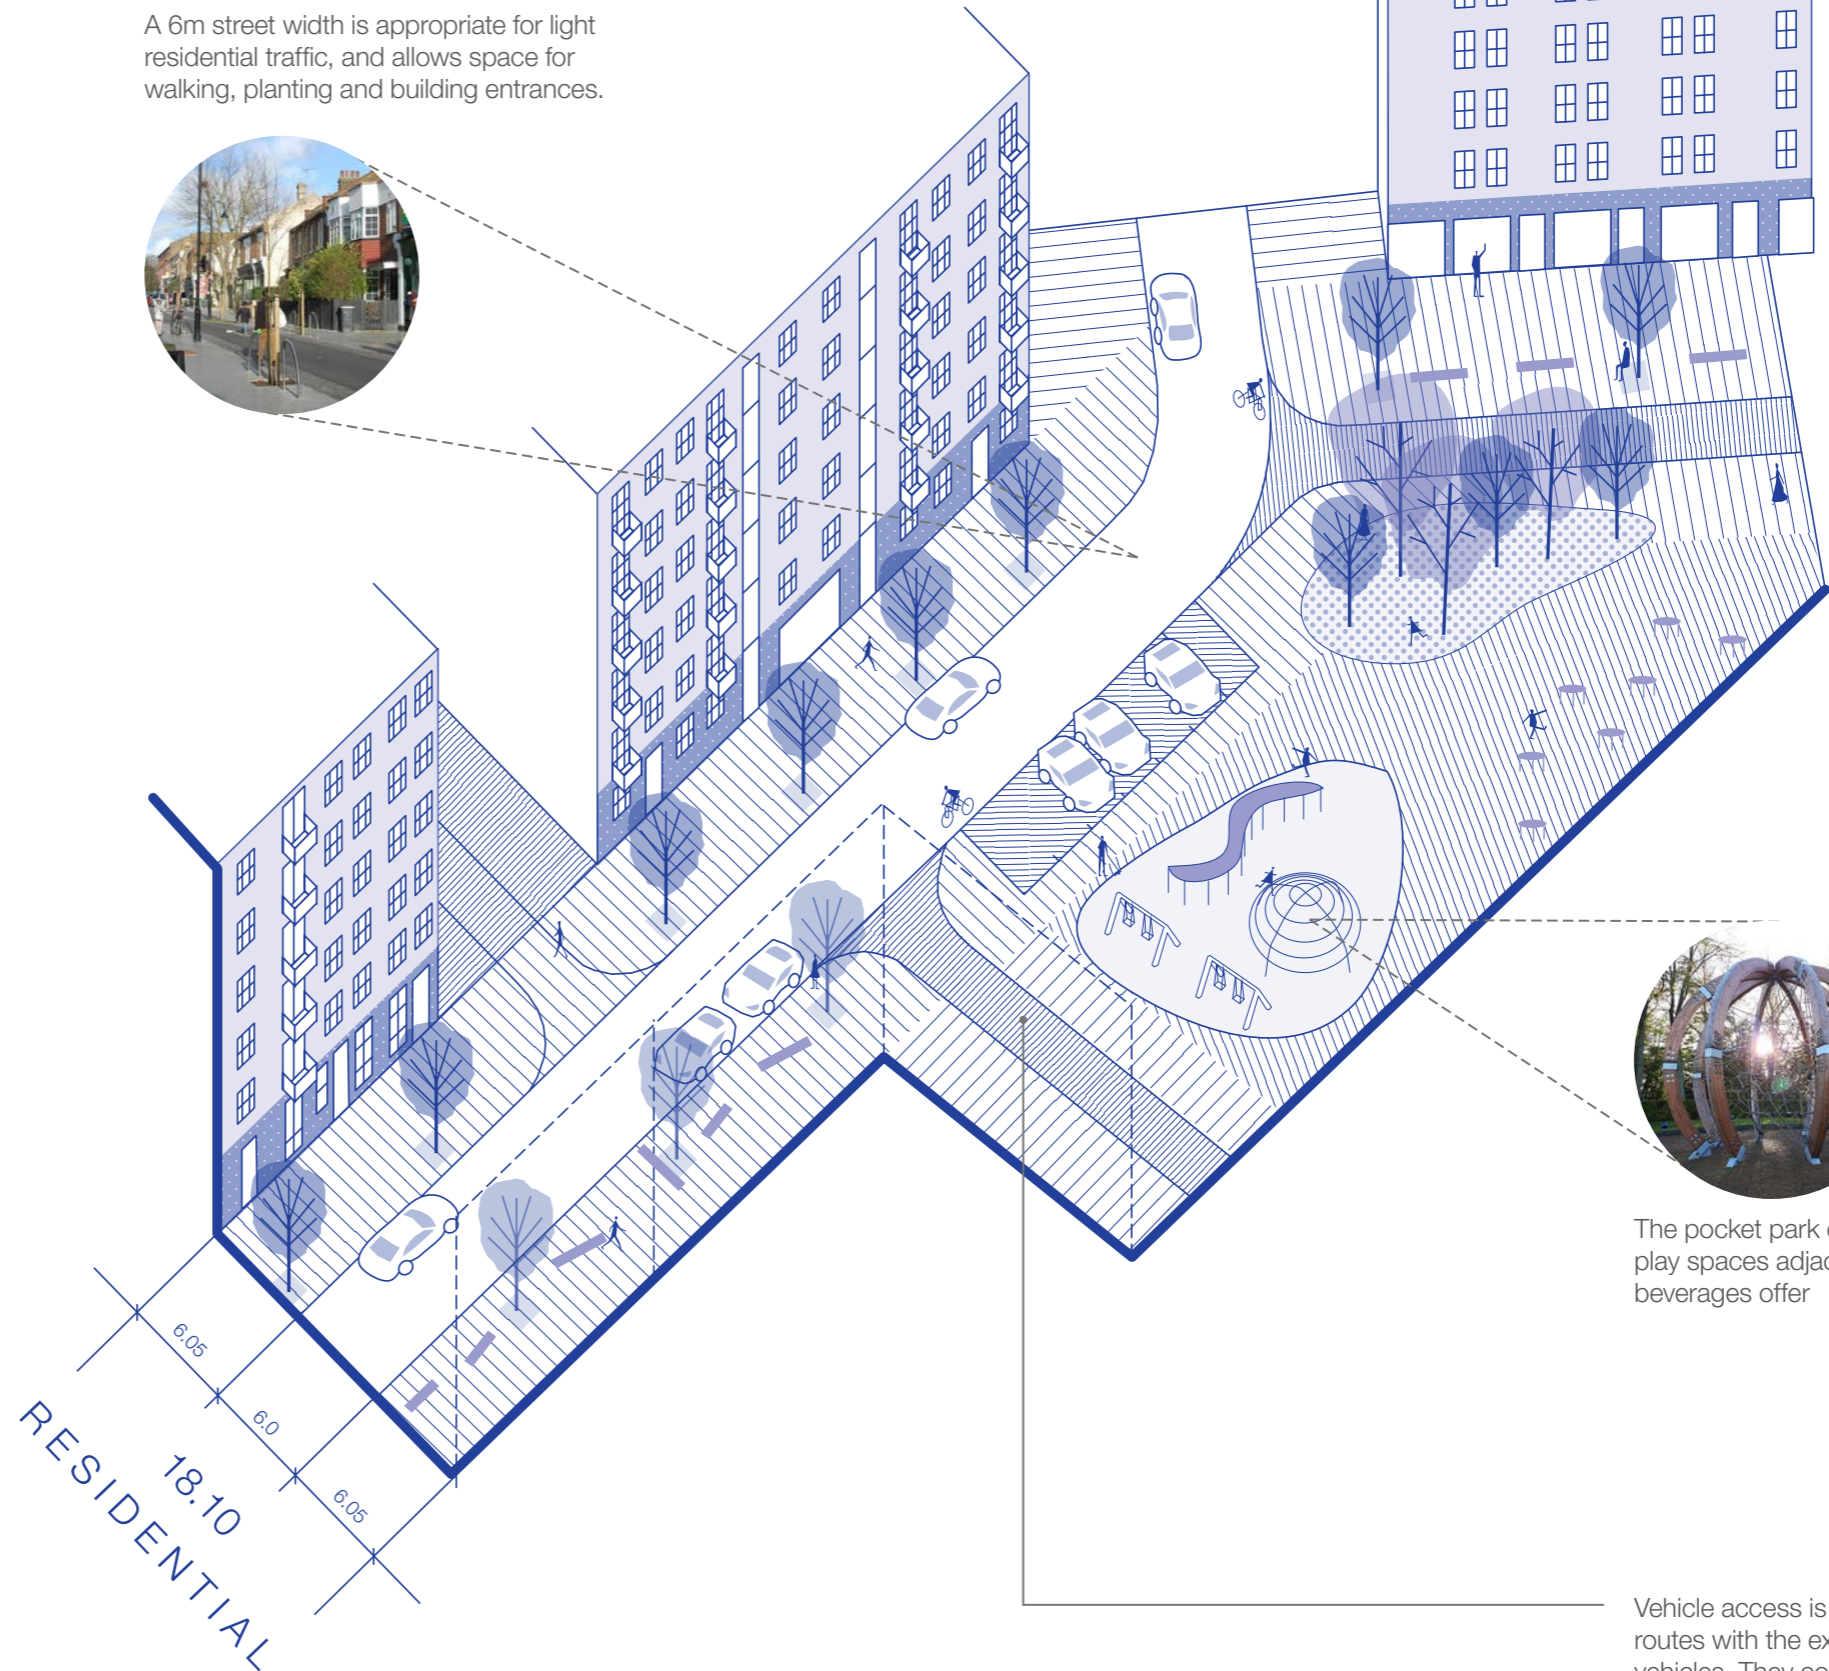 A 6m street width is appropriate for light
residential traffic, and allows space for
walking, planting and building entrances.
The pocket park
play spaces
beverages offer
6.05
6.0
6.05
18.10
RESIDENTIAL
Vehicle access is
routes with the
vehicles. They